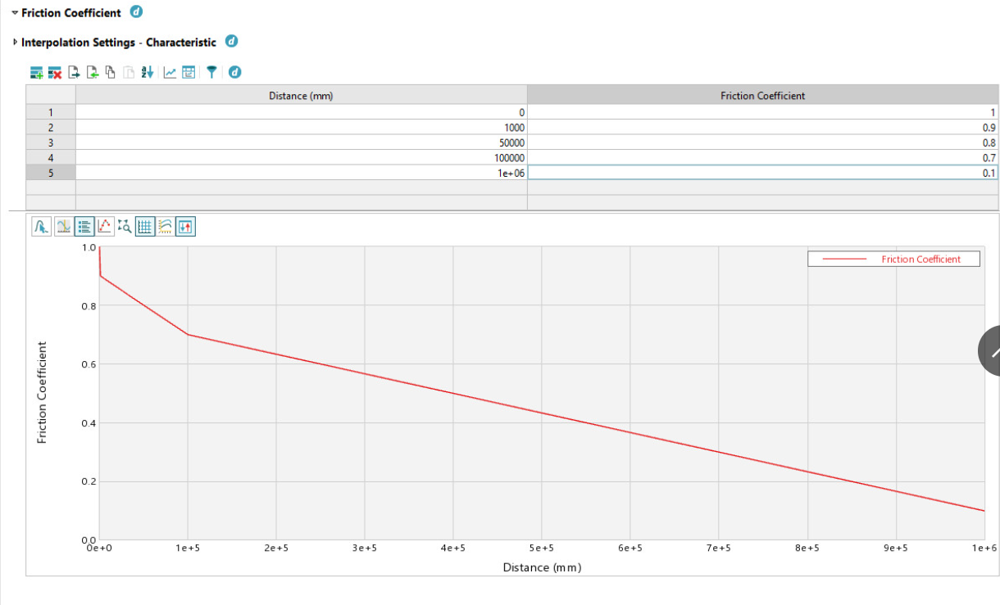 Friction Coefficient d
Interpolation Settings - Characteristic d
d
Distance (mm) Friction Coefficient
1 0 1
2 1000 0.9
3 50000 0.8
4 100000 0.7
5 1e+06 0.1
1.0
Friction Coefficient
0.8
0.6
0.4
0.2
0.0
Friction Coefficient
0e+0 1e+5 2e+5 3e+5 4e+5 5e+5 6e+5 7e+5 8e+5 9e+5 1e+6
Distance (mm)